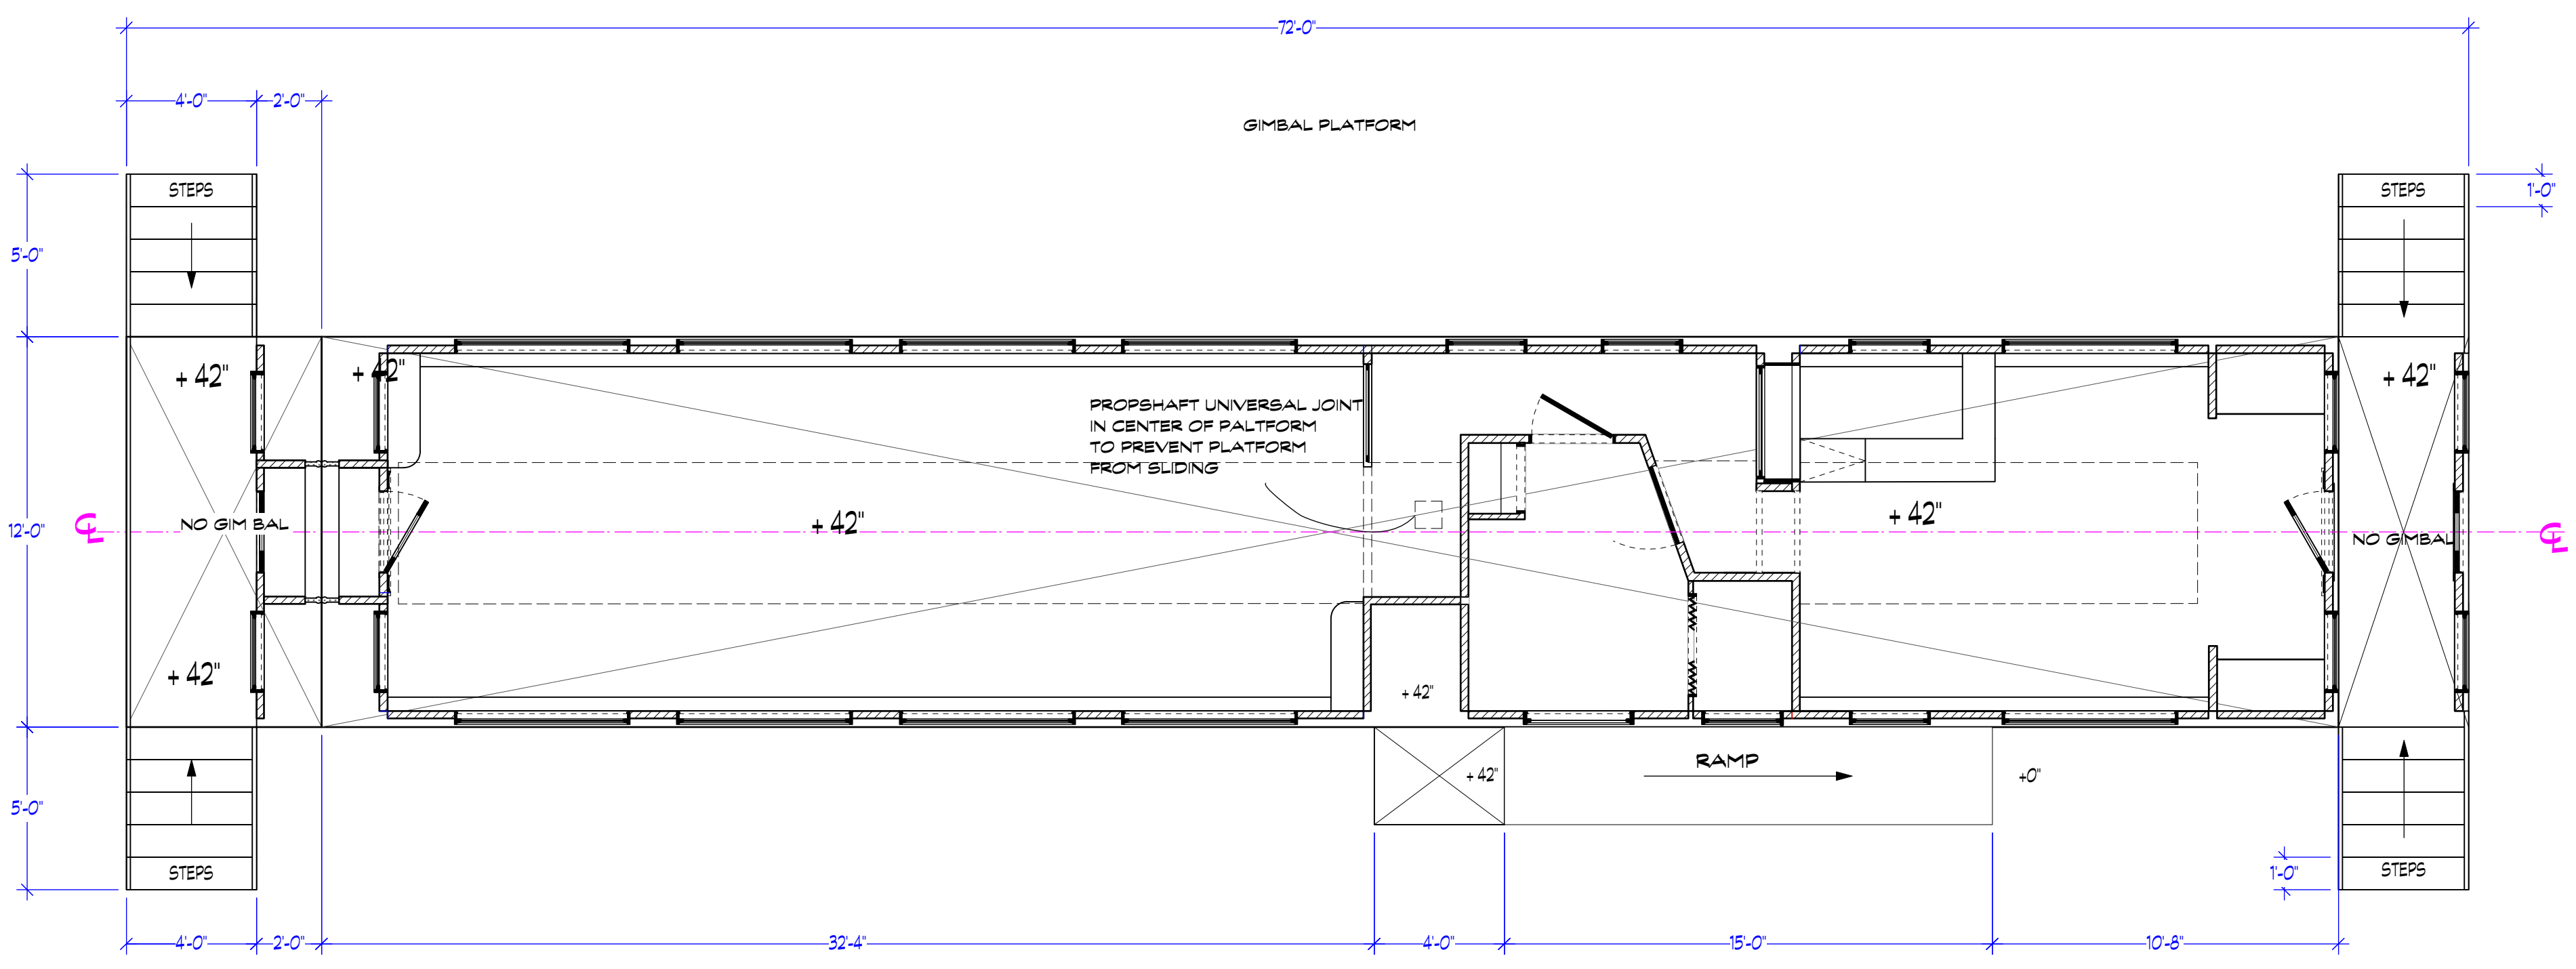 72'-0"
4'-0"
2'-0"
GIMBAL PLATFORM
STEPS
STEPS
1'-0"
5'-0"
+ 42"
+ 42"
+ 42"
PROPSHAFT UNIVERSAL JOINT
IN CENTER OF PALTFORM
TO PREVENT PLATFORM
FROM SLIDING
CL
12'-0"
NO GIM BAL
+ 42"
+ 42"
NO GIMBAL
CL
+ 42"
+ 42"
RAMP
+ 42"
+0"
5'-0"
STEPS
STEPS
1'-0"
4'-0"
2'-0"
32'-4"
4'-0"
15'-0"
10'-8"